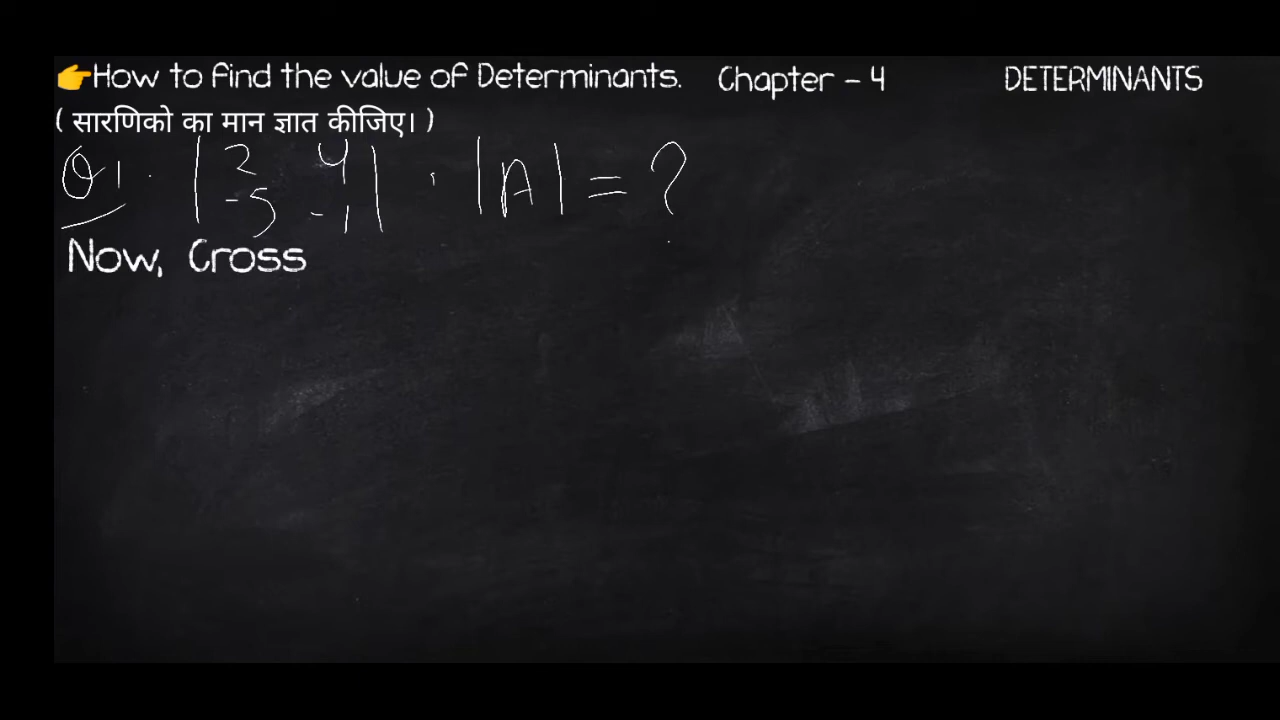 👉How to find the value of Determinants. Chapter – 4 DETERMINANTS
( सारणिको का मान ज्ञात कीजिए। )
Q1. | 2 4 | . |A| = ?
| -5 -1 |
Now, Cross